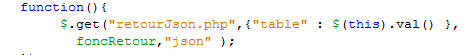 function(){
$.get("retourJson.php",{"table" : $(this).val() },
foncRetour,"json" );